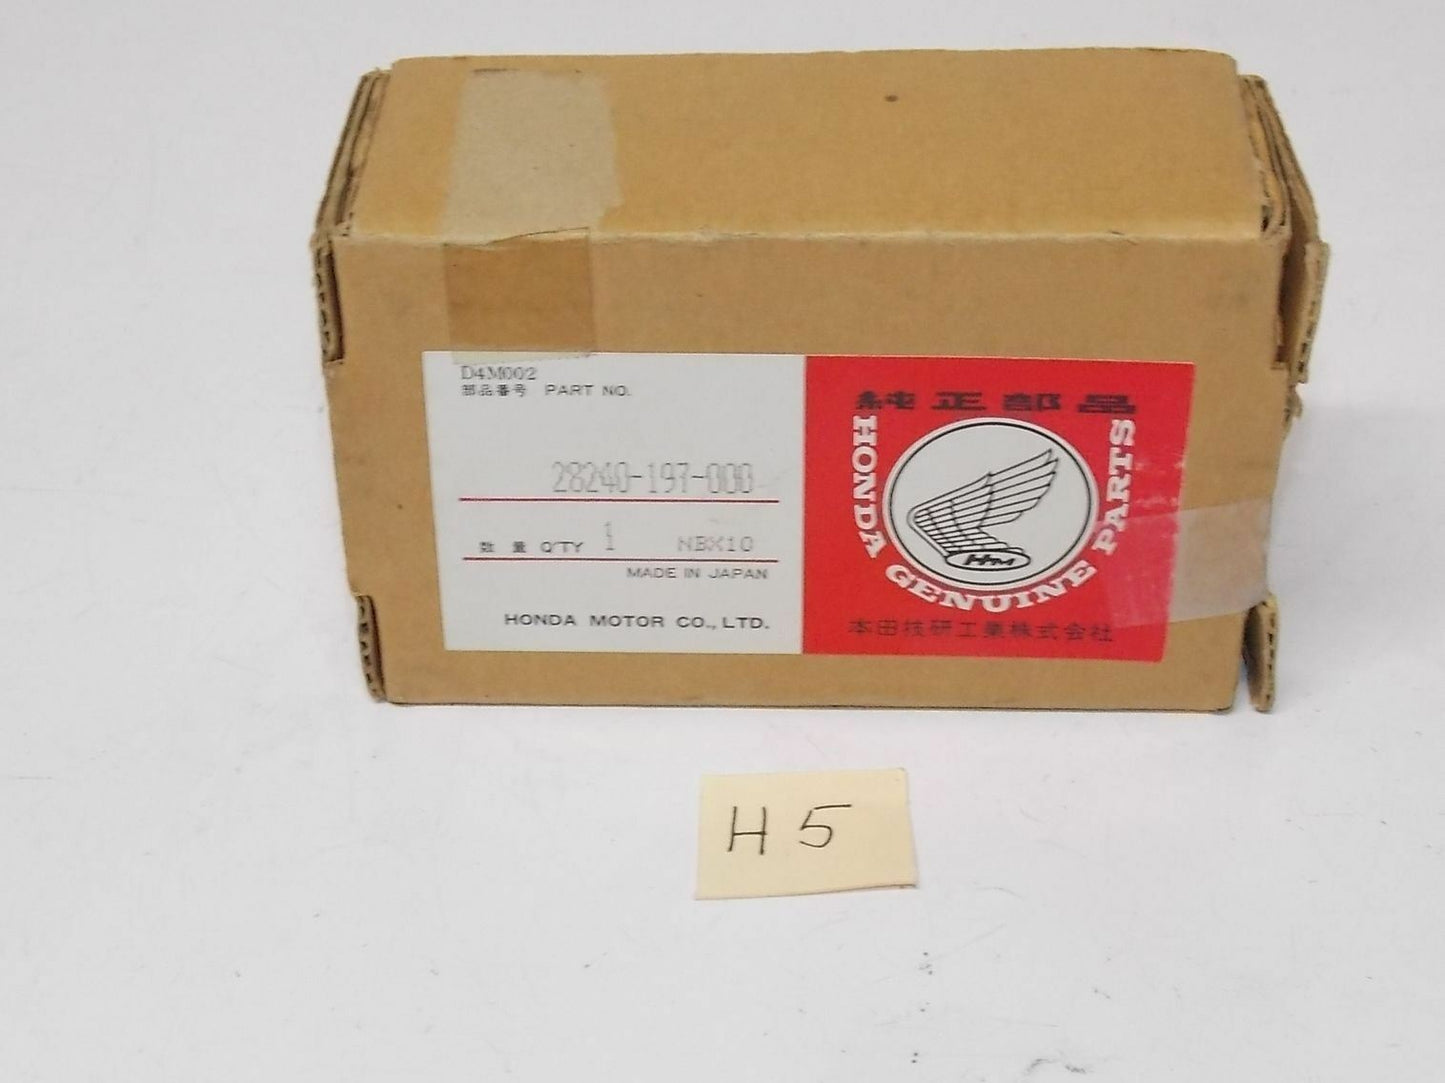 D4M002
部品番号 PART NO.
28240-197-000
数 量 Q'TY 1 NBX10
MADE IN JAPAN
HONDA MOTOR CO., LTD.
純正部品
HONDA GENUINE PARTS
HM
本田技研工業株式会社
H 5